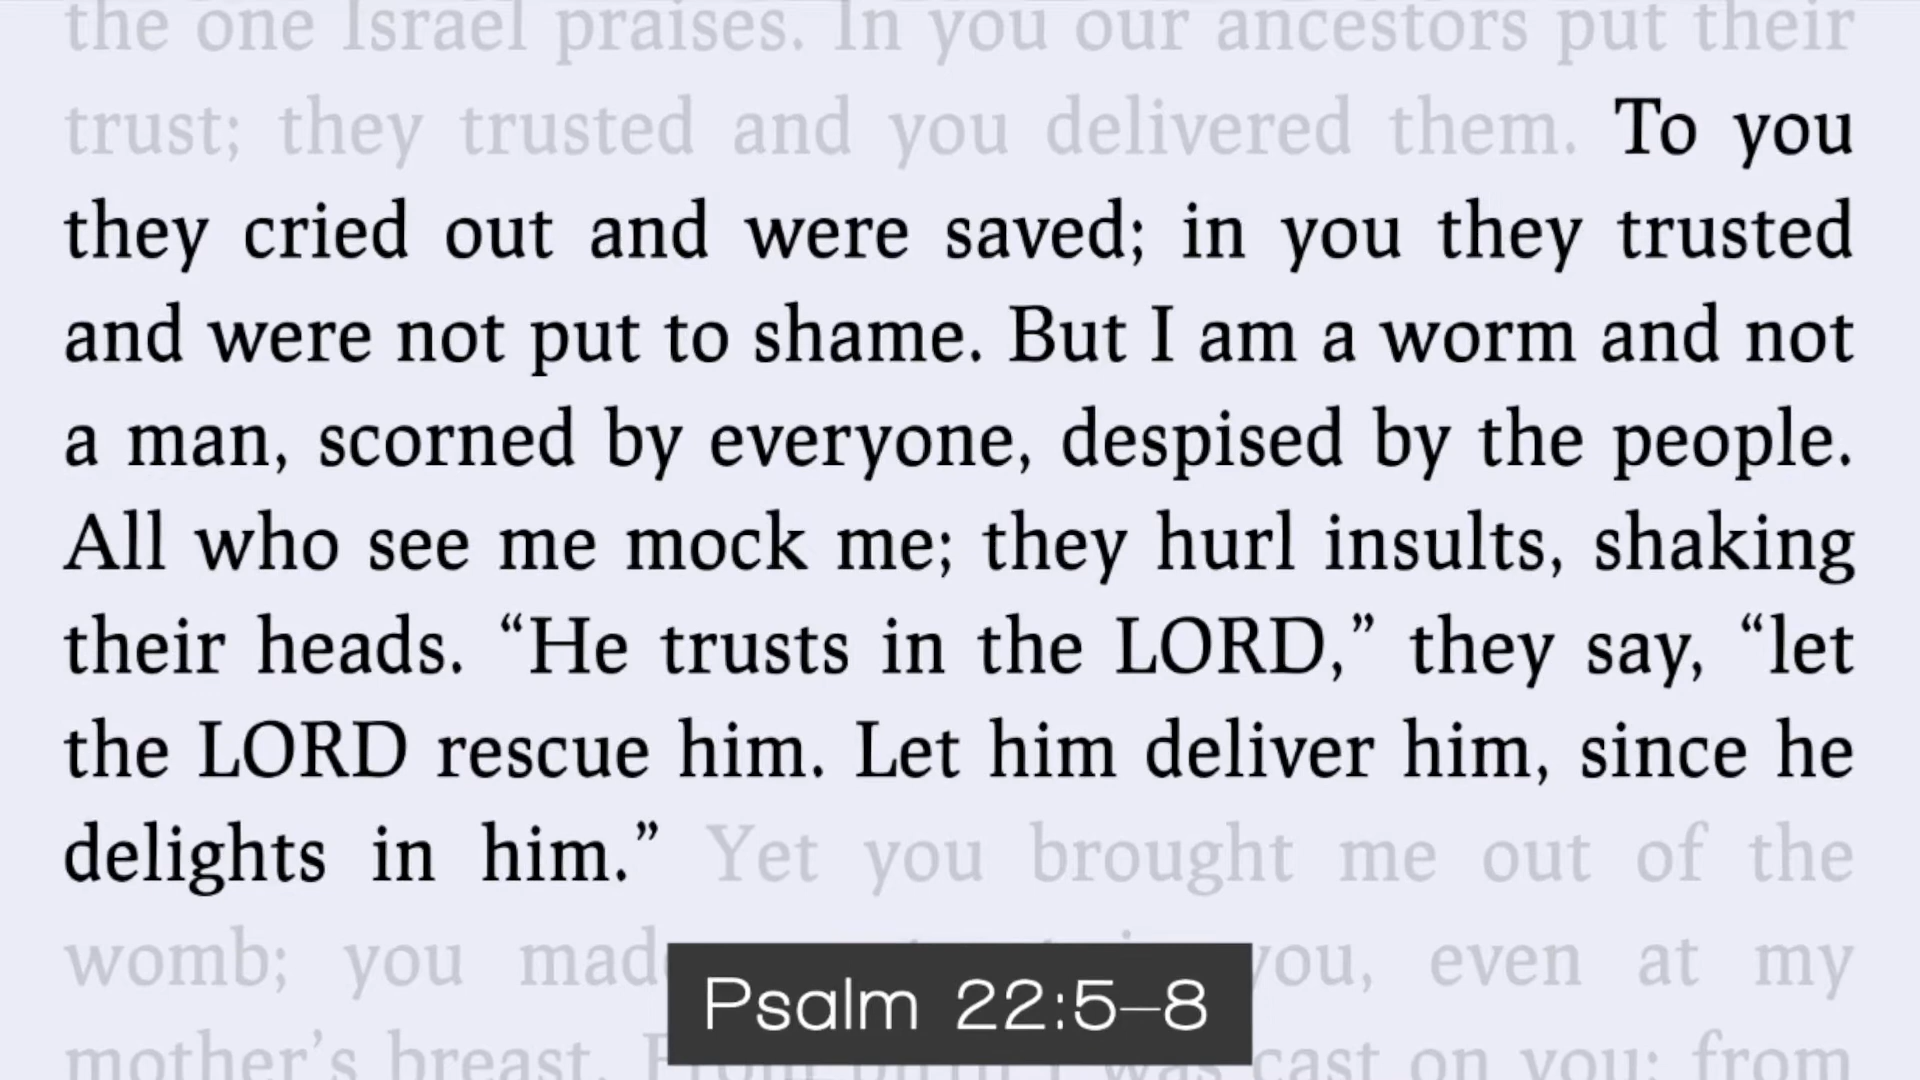 the one Israel praises. In you our ancestors put their
trust; they trusted and you delivered them. To you
they cried out and were saved; in you they trusted
and were not put to shame. But I am a worm and not
a man, scorned by everyone, despised by the people.
All who see me mock me; they hurl insults, shaking
their heads. “He trusts in the LORD,” they say, “let
the LORD rescue him. Let him deliver him, since he
delights in him.” Yet you brought me out of the
womb; you made you, even at my
mother’s breast. From birth I was cast on you; from
Psalm 22:5–8